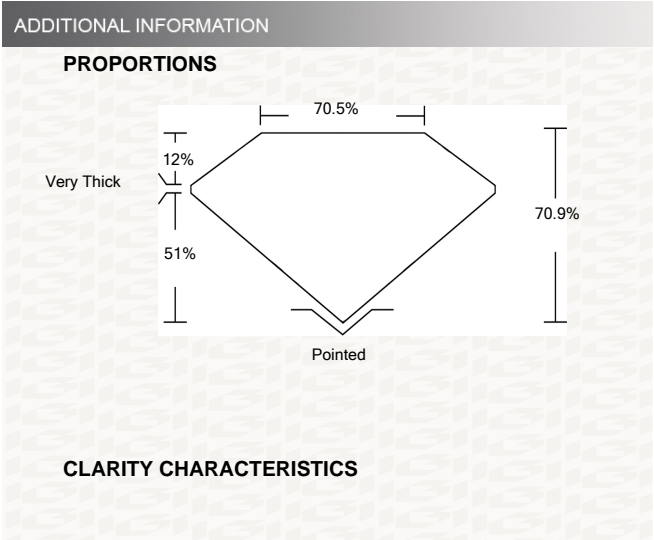 ADDITIONAL INFORMATION
PROPORTIONS
70.5%
12%
Very Thick
70.9%
51%
Pointed
CLARITY CHARACTERISTICS